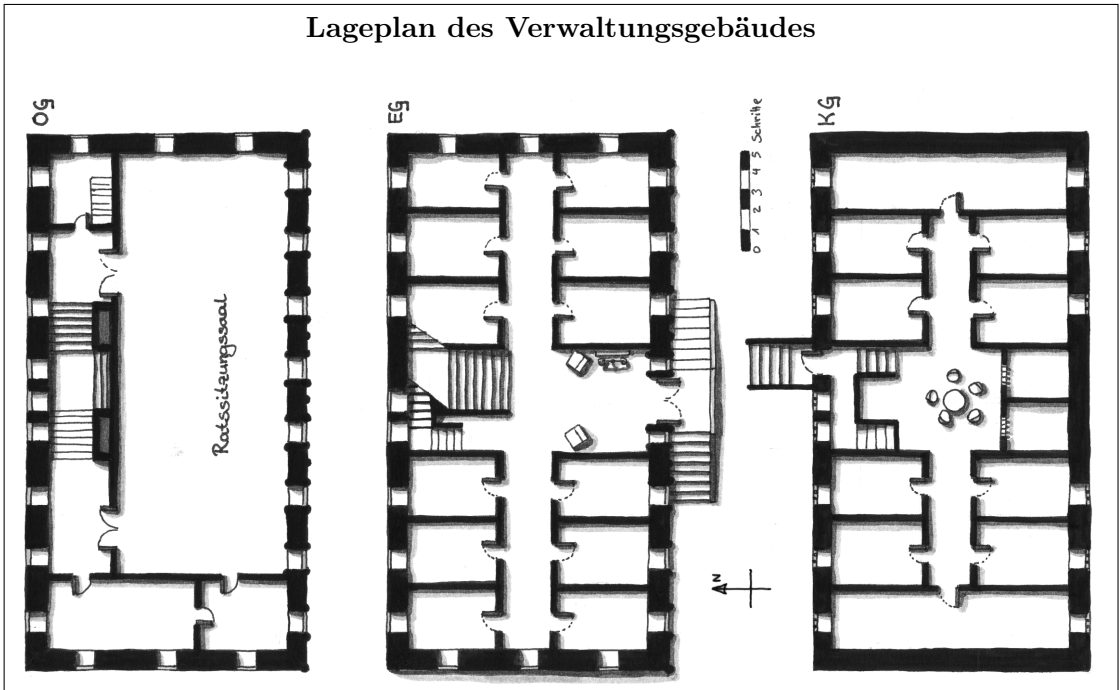 Lageplan des Verwaltungsgebäudes
OG
EG
KG
0 1 2 3 4 5 Schritte
Ratssitzungssaal
N